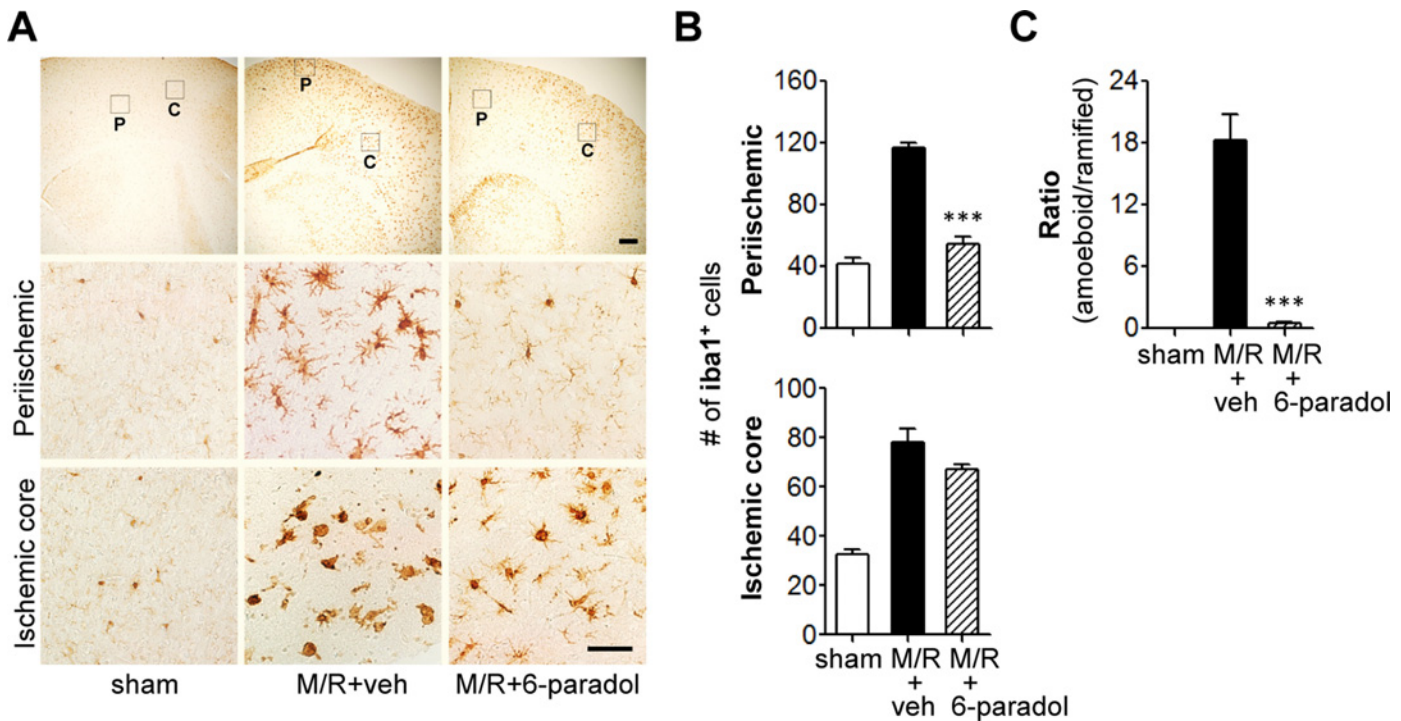 A
P
C
P
C
P
C
Periischemic
Ischemic core
sham
M/R+veh
M/R+6-paradol
B
# of iba1⁺ cells
Periischemic
160
120
80
40
0
***
Ischemic core
100
80
60
40
20
0
sham
M/R
+
veh
M/R
+
6-paradol
C
Ratio
(amoeboid/ramified)
24
18
12
6
0
***
sham
M/R
+
veh
M/R
+
6-paradol